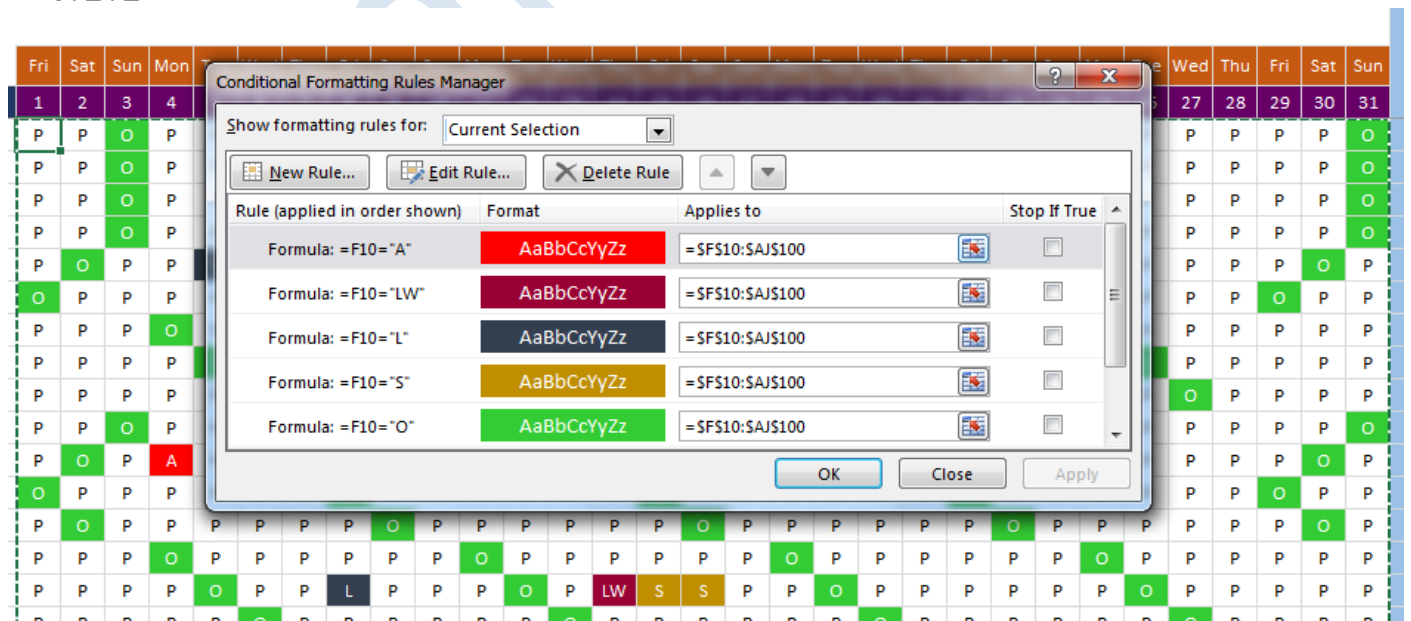 Fri Sat Sun Mon Wed Thu Fri Sat Sun
1 2 3 4 27 28 29 30 31
P P O P P P P P O
P P O P P P P P O
P P O P P P P P O
P P O P P P P P O
P O P P P P P O P
O P P P P P O P P
P P P O P P P P P
P P P P P P P P P
P P P P O P P P P
P P O P P P P P O
P O P A P P P O P
O P P P P P O P P
Conditional Formatting Rules Manager
Show formatting rules for: Current Selection
New Rule... Edit Rule... Delete Rule
Rule (applied in order shown) Format Applies to Stop If True
Formula: =F10="A" AaBbCcYyZz =$F$10:$AJ$100
Formula: =F10="LW" AaBbCcYyZz =$F$10:$AJ$100
Formula: =F10="L" AaBbCcYyZz =$F$10:$AJ$100
Formula: =F10="S" AaBbCcYyZz =$F$10:$AJ$100
Formula: =F10="O" AaBbCcYyZz =$F$10:$AJ$100
OK Close Apply
P O P P P P P P O P P P P P P O P P P P P P O P P P P P P O P
P P P O P P P P P P O P P P P P P O P P P P P P O P P P P P P
P P P P O P P L P P P O P LW S S P P O P P P P P P O P P P P P